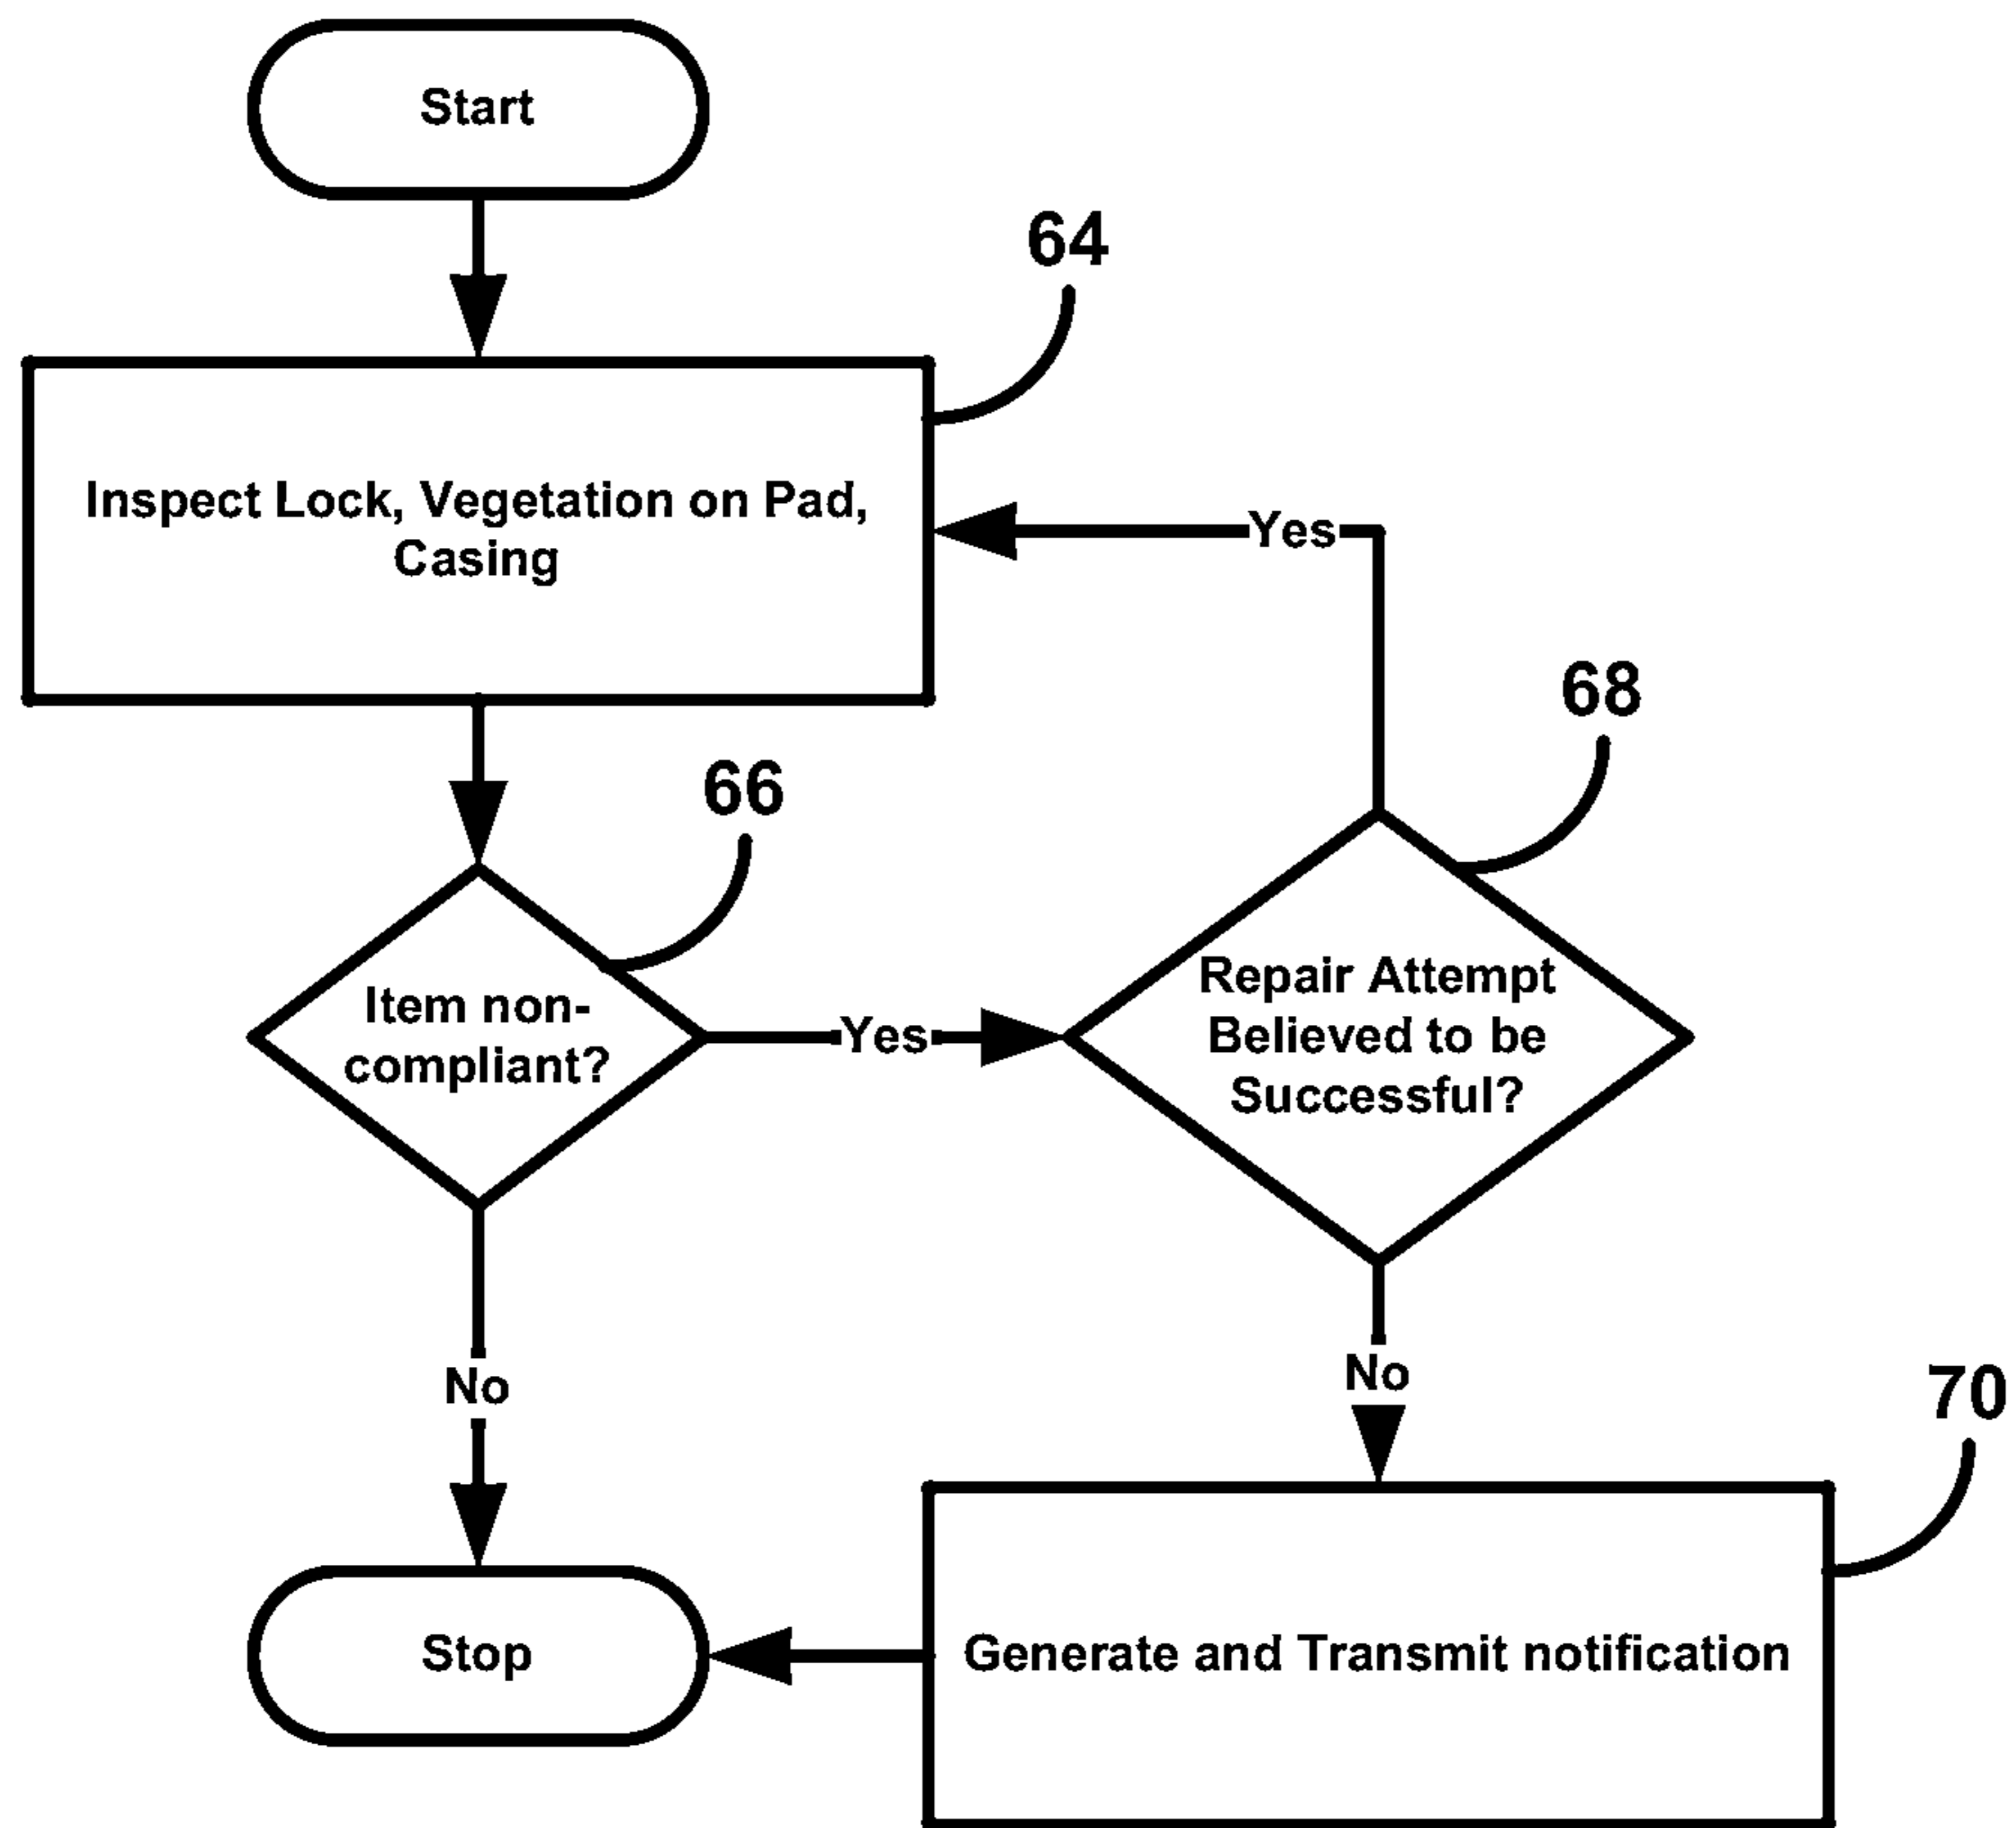 Start
64
Inspect Lock, Vegetation on Pad,
Casing
Yes
68
66
Item non-
compliant?
Yes
Repair Attempt
Believed to be
Successful?
No
No
70
Stop
Generate and Transmit notification